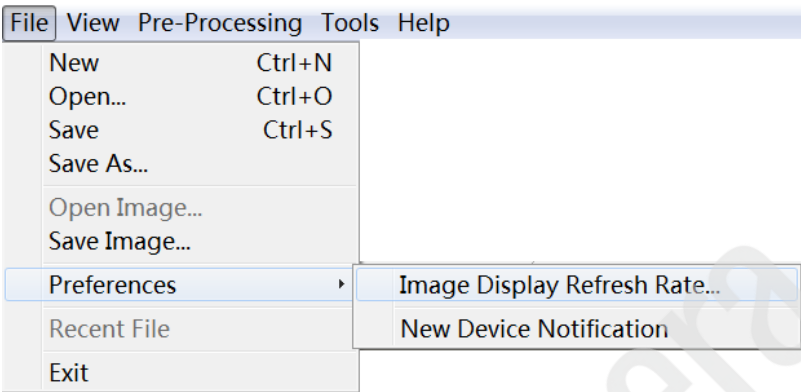 File View Pre-Processing Tools Help
New Ctrl+N
Open... Ctrl+O
Save Ctrl+S
Save As...
Open Image...
Save Image...
Preferences
Image Display Refresh Rate...
Recent File
New Device Notification
Exit